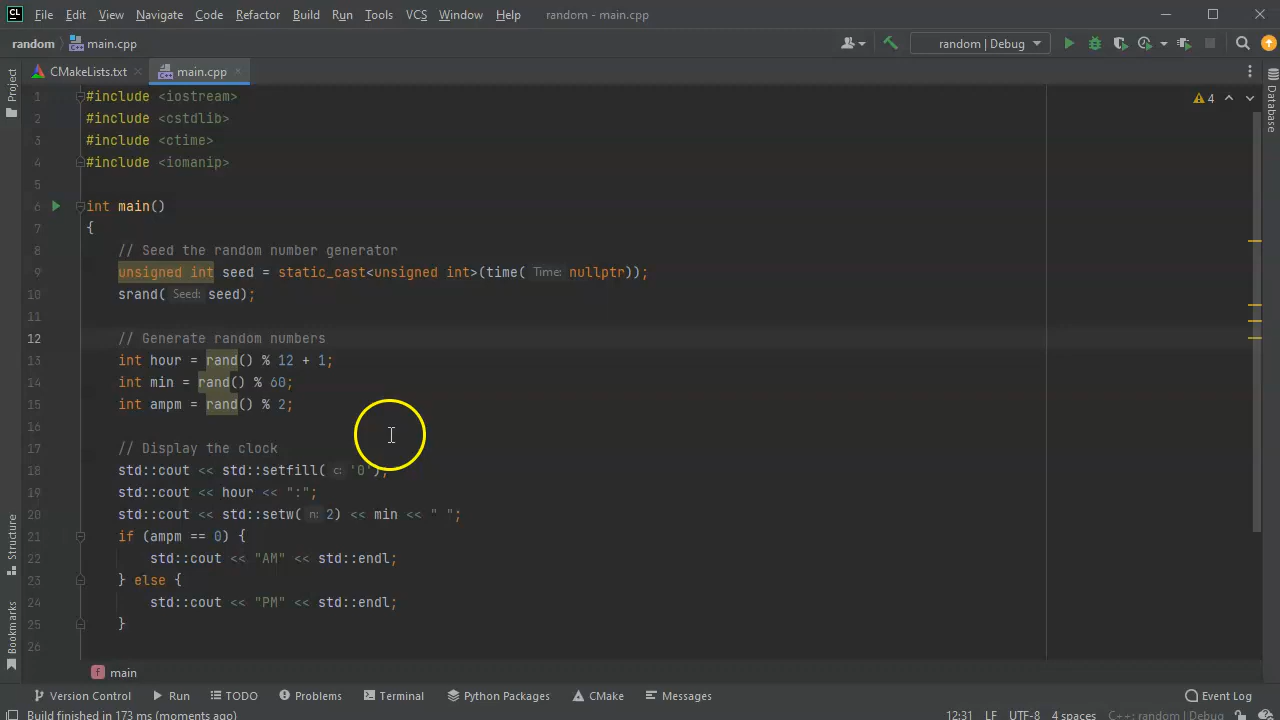 CL File Edit View Navigate Code Refactor Build Run Tools VCS Window Help random - main.cpp
random main.cpp random | Debug
CMakeLists.txt main.cpp
Project
Database
1 #include <iostream> 4
2 #include <cstdlib>
3 #include <ctime>
4 #include <iomanip>
5
6 int main()
7 {
8 // Seed the random number generator
9 unsigned int seed = static_cast<unsigned int>(time( Time: nullptr));
10 srand( Seed: seed);
11
12 // Generate random numbers
13 int hour = rand() % 12 + 1;
14 int min = rand() % 60;
15 int ampm = rand() % 2;
16
17 // Display the clock
18 std::cout << std::setfill( c: '0');
19 std::cout << hour << ":";
20 std::cout << std::setw( n: 2) << min << " ";
21 if (ampm == 0) {
22 std::cout << "AM" << std::endl;
23 } else {
24 std::cout << "PM" << std::endl;
25 }
26
Structure
Bookmarks
f main
Version Control Run TODO Problems Terminal Python Packages CMake Messages Event Log
Build finished in 173 ms (moments ago) 12:31 LF UTF-8 4 spaces C++: random | Debug